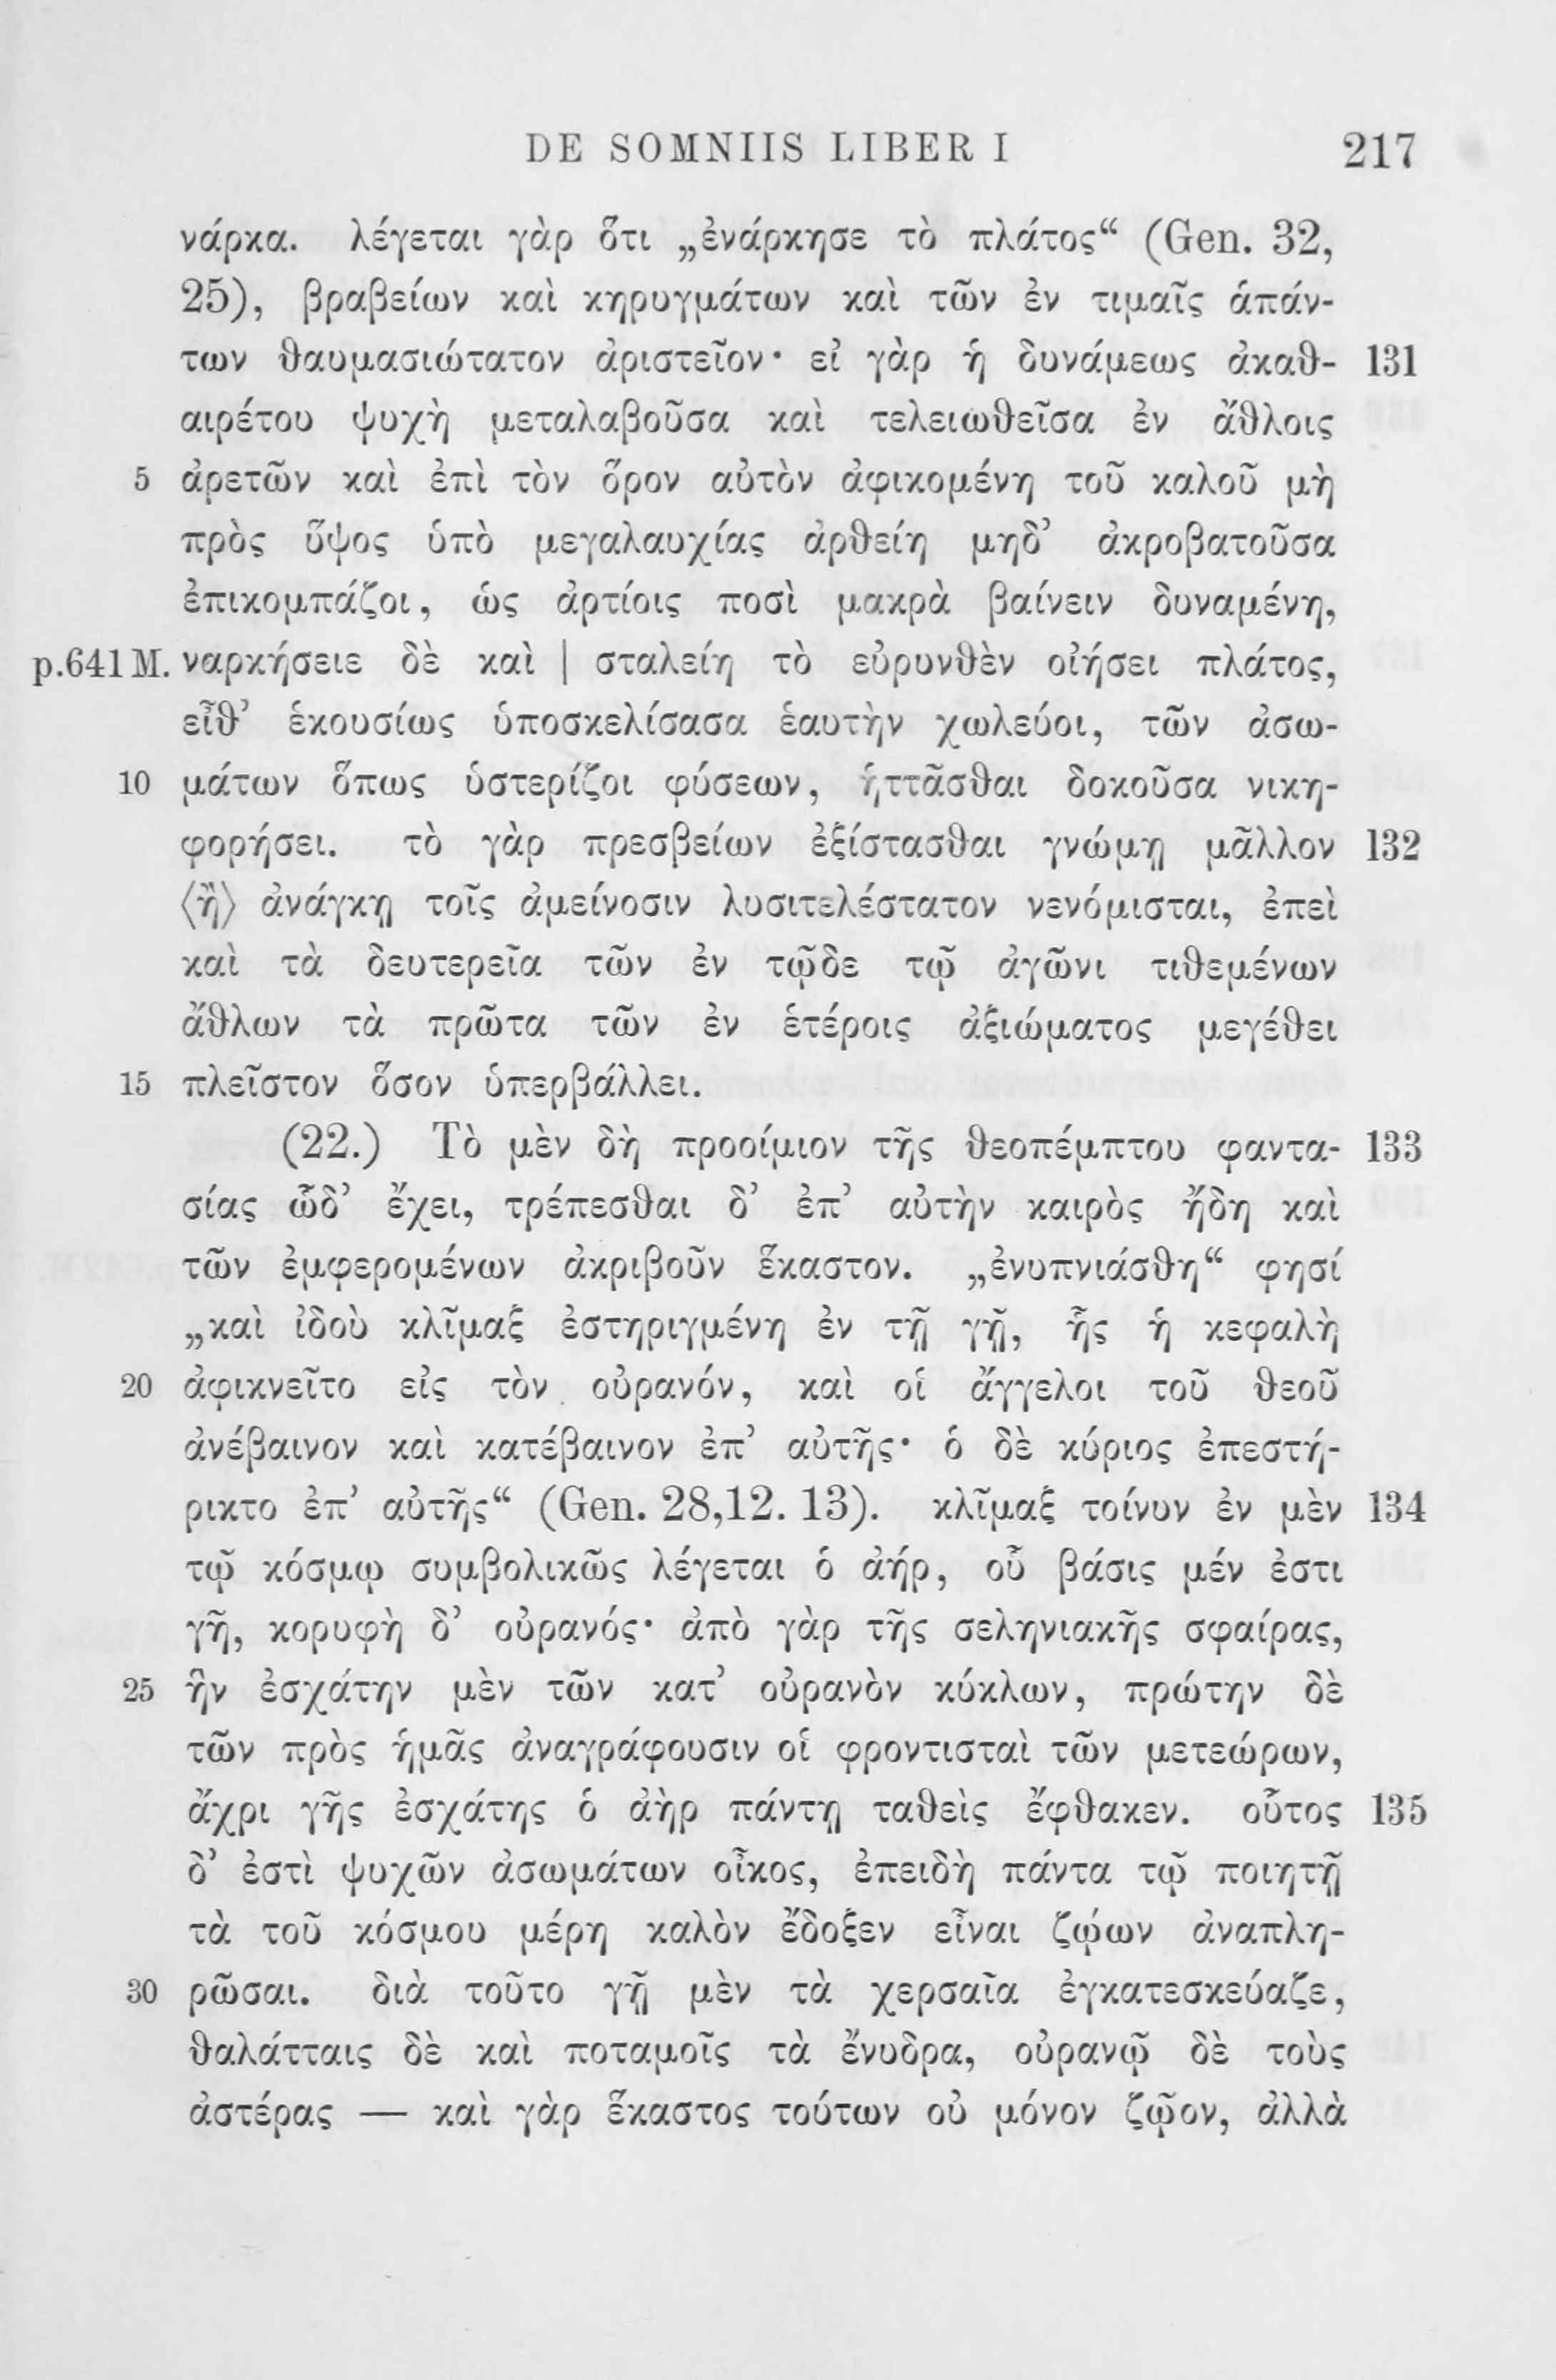 DE SOMNIIS LIBER I 217
νάρκα. λέγεται γὰρ ὅτι „ἐνάρκησε τὸ πλάτος“ (Gen. 32,
25), βραβείων καὶ κηρυγμάτων καὶ τῶν ἐν τιμαῖς ἁπάν-
των θαυμασιώτατον ἀριστεῖον· εἰ γὰρ ἡ δυνάμεως ἀκαθ- 131
αιρέτου ψυχὴ μεταλαβοῦσα καὶ τελειωθεῖσα ἐν ἄθλοις
5 ἀρετῶν καὶ ἐπὶ τὸν ὅρον αὐτὸν ἀφικομένη τοῦ καλοῦ μὴ
πρὸς ὕψος ὑπὸ μεγαλαυχίας ἀρθείη μηδ’ ἀκροβατοῦσα
ἐπικομπάζοι, ὡς ἀρτίοις ποσὶ μακρὰ βαίνειν δυναμένη,
p.641 M. ναρκήσειε δὲ καὶ | σταλείη τὸ εὐρυνθὲν οἰήσει πλάτος,
εἶθ’ ἑκουσίως ὑποσκελίσασα ἑαυτὴν χωλεύοι, τῶν ἀσω-
10 μάτων ὅπως ὑστερίζοι φύσεων, ἡττᾶσθαι δοκοῦσα νικη-
φορήσει. τὸ γὰρ πρεσβείων ἐξίστασθαι γνώμῃ μᾶλλον 132
⟨ἢ⟩ ἀνάγκῃ τοῖς ἀμείνοσιν λυσιτελέστατον νενόμισται, ἐπεὶ
καὶ τὰ δευτερεῖα τῶν ἐν τῷδε τῷ ἀγῶνι τιθεμένων
ἄθλων τὰ πρῶτα τῶν ἐν ἑτέροις ἀξιώματος μεγέθει
15 πλεῖστον ὅσον ὑπερβάλλει.
(22.) Τὸ μὲν δὴ προοίμιον τῆς θεοπέμπτου φαντα- 133
σίας ὧδ’ ἔχει, τρέπεσθαι δ’ ἐπ’ αὐτὴν καιρὸς ἤδη καὶ
τῶν ἐμφερομένων ἀκριβοῦν ἕκαστον. „ἐνυπνιάσθη“ φησί
„καὶ ἰδοὺ κλῖμαξ ἐστηριγμένη ἐν τῇ γῇ, ἧς ἡ κεφαλὴ
20 ἀφικνεῖτο εἰς τὸν οὐρανόν, καὶ οἱ ἄγγελοι τοῦ θεοῦ
ἀνέβαινον καὶ κατέβαινον ἐπ’ αὐτῆς· ὁ δὲ κύριος ἐπεστή-
ρικτο ἐπ’ αὐτῆς“ (Gen. 28,12. 13). κλῖμαξ τοίνυν ἐν μὲν 134
τῷ κόσμῳ συμβολικῶς λέγεται ὁ ἀήρ, οὗ βάσις μέν ἐστι
γῆ, κορυφὴ δ’ οὐρανός· ἀπὸ γὰρ τῆς σεληνιακῆς σφαίρας,
25 ἣν ἐσχάτην μὲν τῶν κατ’ οὐρανὸν κύκλων, πρώτην δὲ
τῶν πρὸς ἡμᾶς ἀναγράφουσιν οἱ φροντισταὶ τῶν μετεώρων,
ἄχρι γῆς ἐσχάτης ὁ ἀὴρ πάντῃ ταθεὶς ἔφθακεν. οὗτος 135
δ’ ἐστὶ ψυχῶν ἀσωμάτων οἶκος, ἐπειδὴ πάντα τῷ ποιητῇ
τὰ τοῦ κόσμου μέρη καλὸν ἔδοξεν εἶναι ζῴων ἀναπλη-
30 ρῶσαι. διὰ τοῦτο γῇ μὲν τὰ χερσαῖα ἐγκατεσκεύαζε,
θαλάτταις δὲ καὶ ποταμοῖς τὰ ἔνυδρα, οὐρανῷ δὲ τοὺς
ἀστέρας — καὶ γὰρ ἕκαστος τούτων οὐ μόνον ζῷον, ἀλλὰ